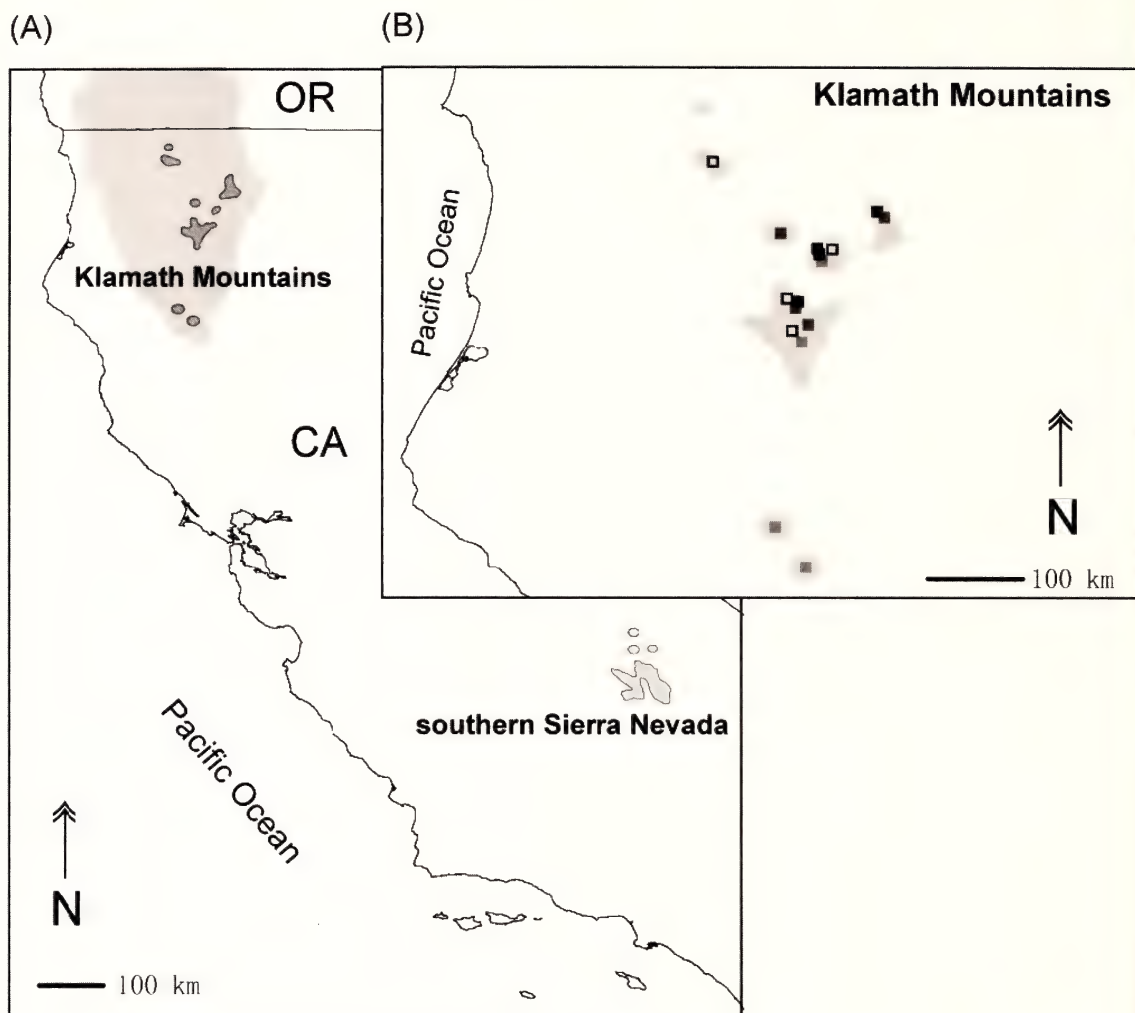 (A)
OR
Klamath Mountains
CA
southern Sierra Nevada
Pacific Ocean
N
100 km
(B)
Klamath Mountains
Pacific Ocean
N
100 km